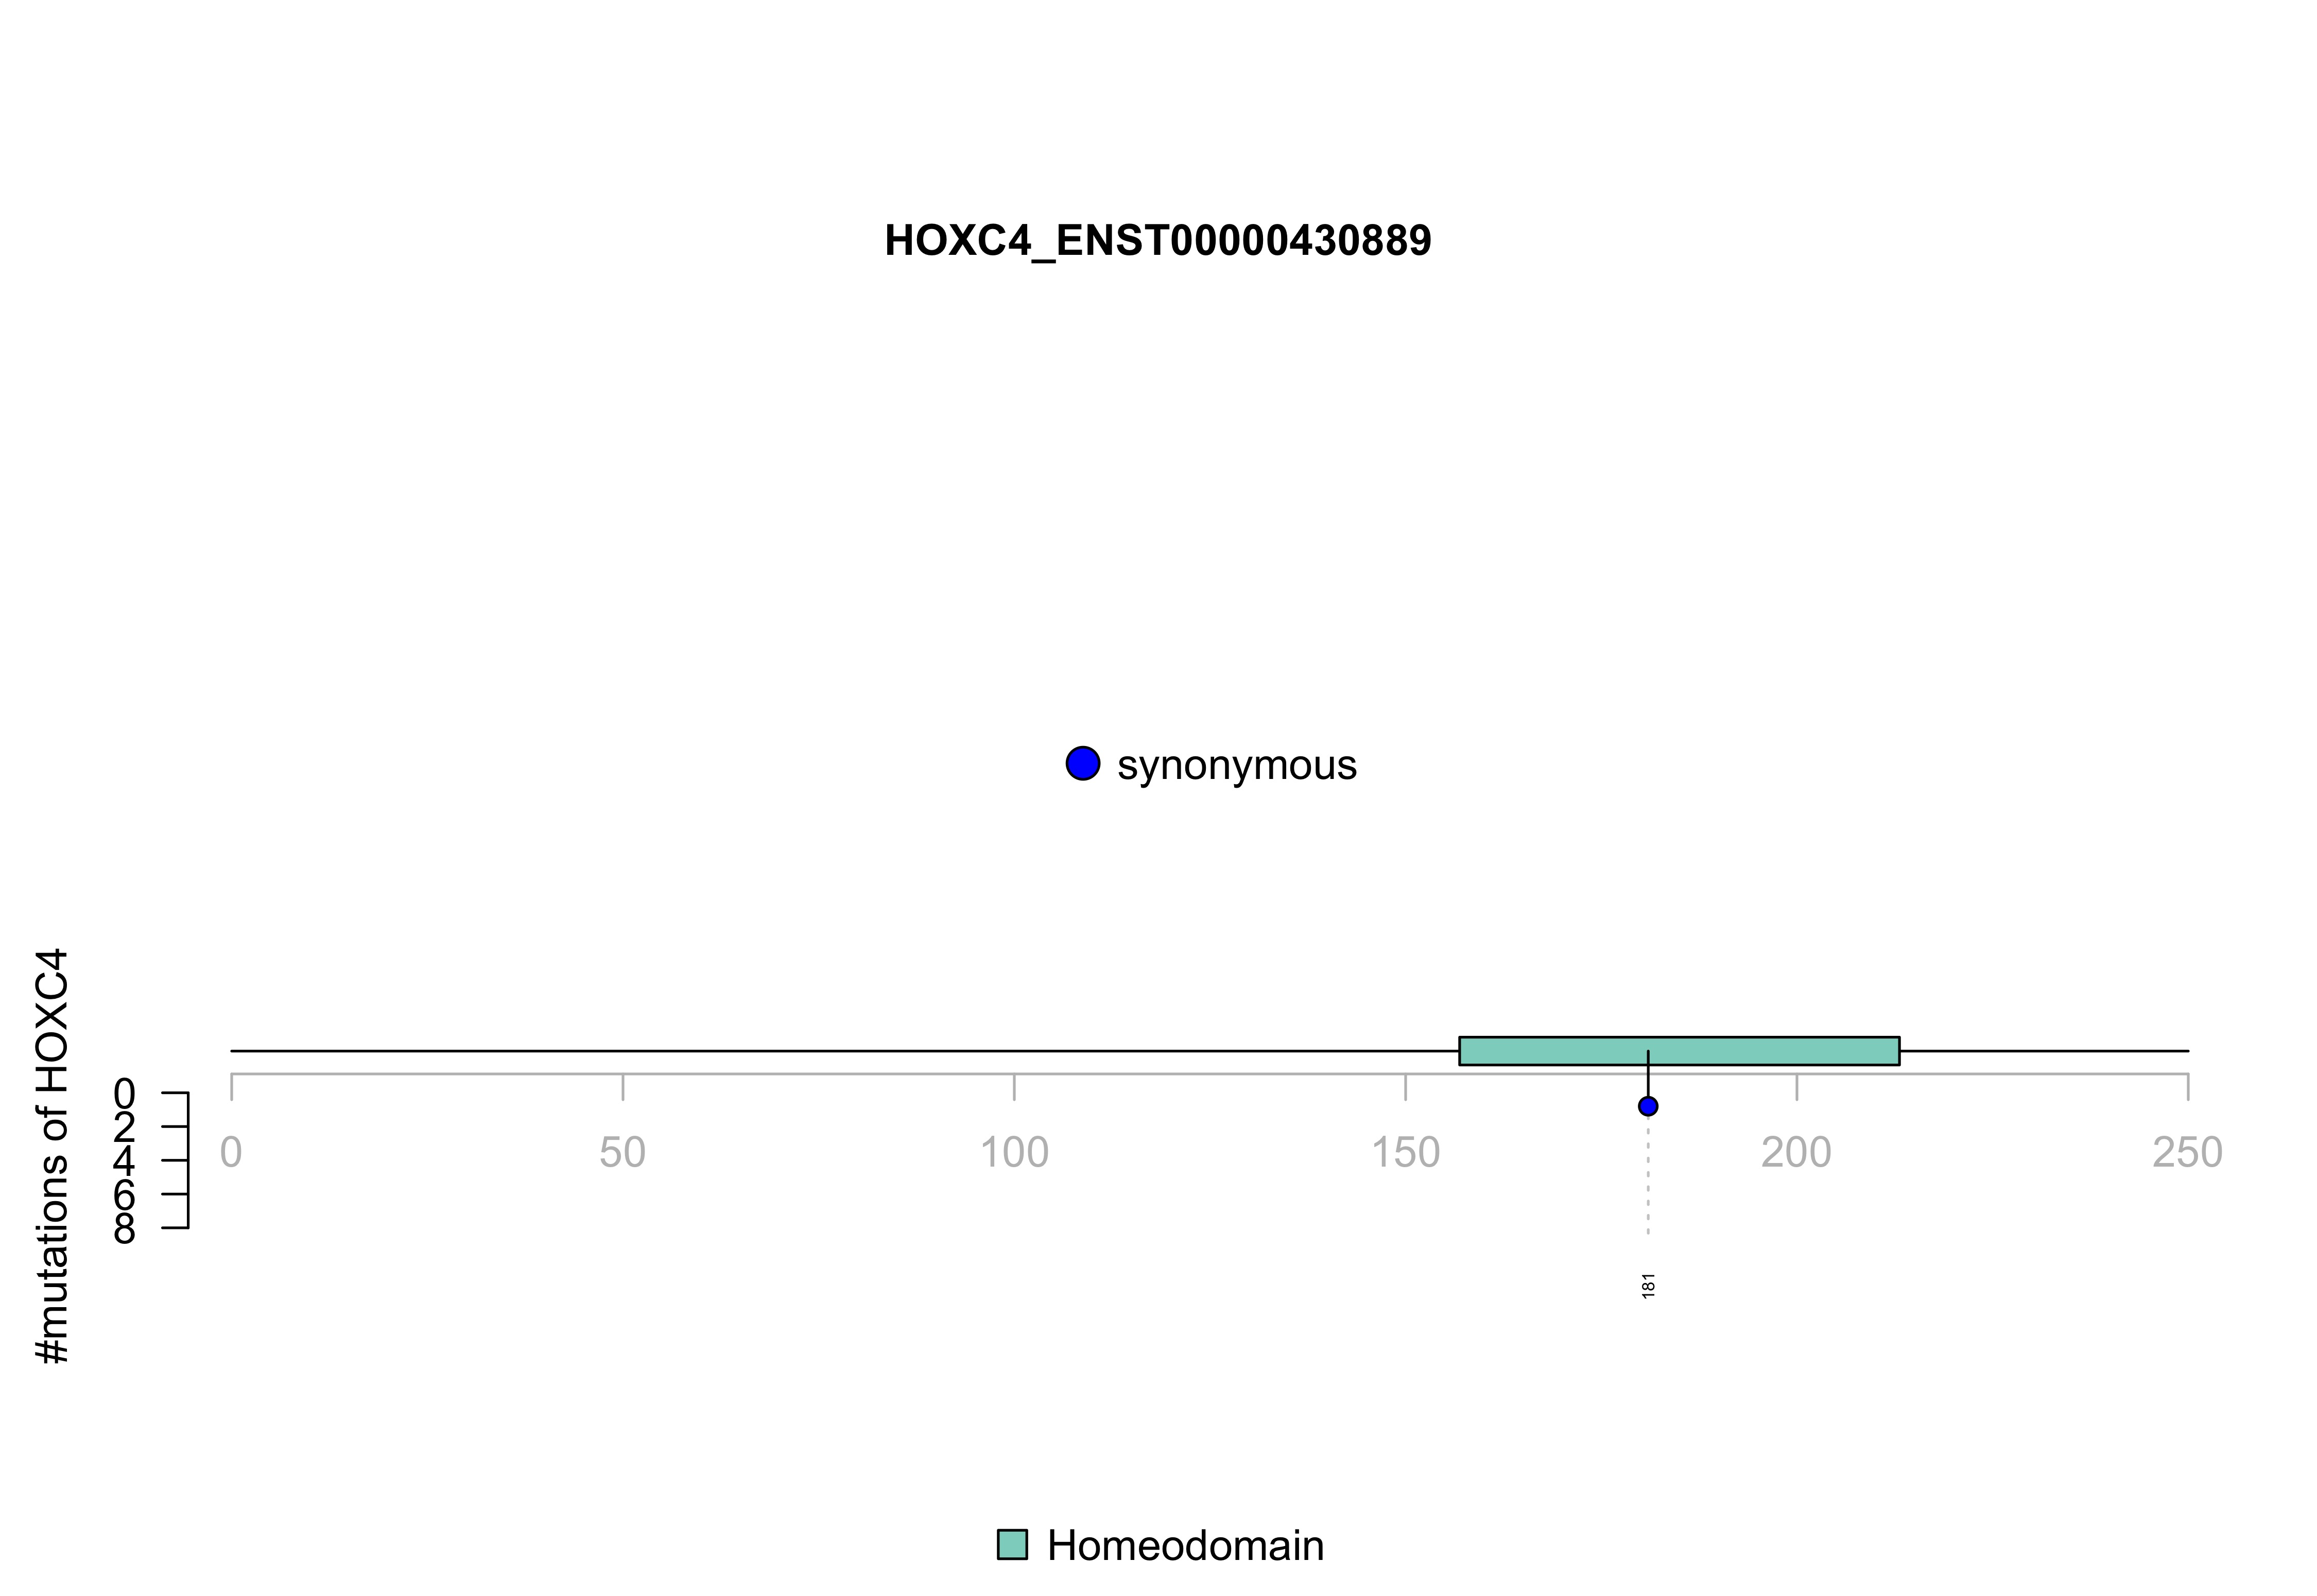 HOXC4_ENST00000430889
synonymous
#mutations of HOXC4
0
2
4
6
8
0 50 100 150 200 250
181
Homeodomain